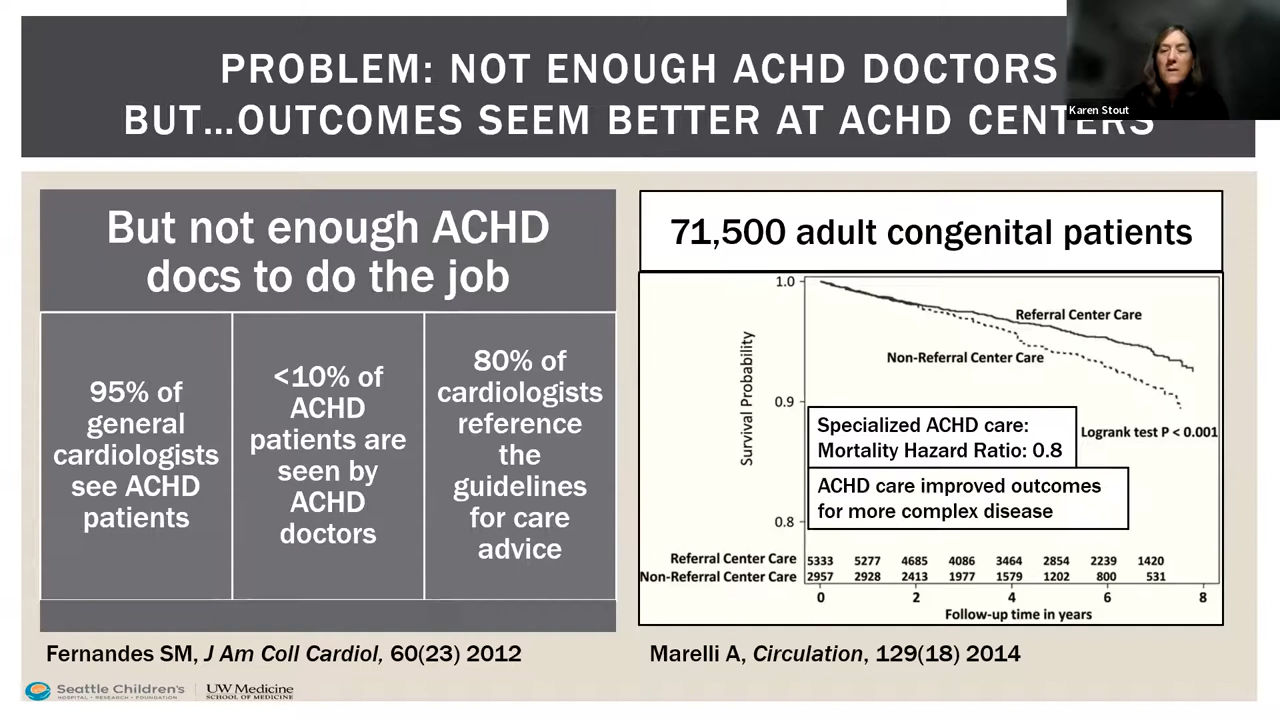 PROBLEM: NOT ENOUGH ACHD DOCTORS
BUT...OUTCOMES SEEM BETTER AT ACHD CENTERS
Karen Stout
But not enough ACHD
docs to do the job
95% of
general
cardiologists
see ACHD
patients
<10% of
ACHD
patients are
seen by
ACHD
doctors
80% of
cardiologists
reference
the
guidelines
for care
advice
Fernandes SM, J Am Coll Cardiol, 60(23) 2012
71,500 adult congenital patients
Survival Probability
1.0
0.9
0.8
Referral Center Care
Non-Referral Center Care
Logrank test P < 0.001
Specialized ACHD care:
Mortality Hazard Ratio: 0.8
ACHD care improved outcomes
for more complex disease
Referral Center Care 5333 5277 4685 4086 3464 2854 2239 1420
Non-Referral Center Care 2957 2928 2413 1977 1579 1202 800 531
0 2 4 6 8
Follow-up time in years
Marelli A, Circulation, 129(18) 2014
Seattle Children's
HOSPITAL • RESEARCH • FOUNDATION
UW Medicine
SCHOOL OF MEDICINE